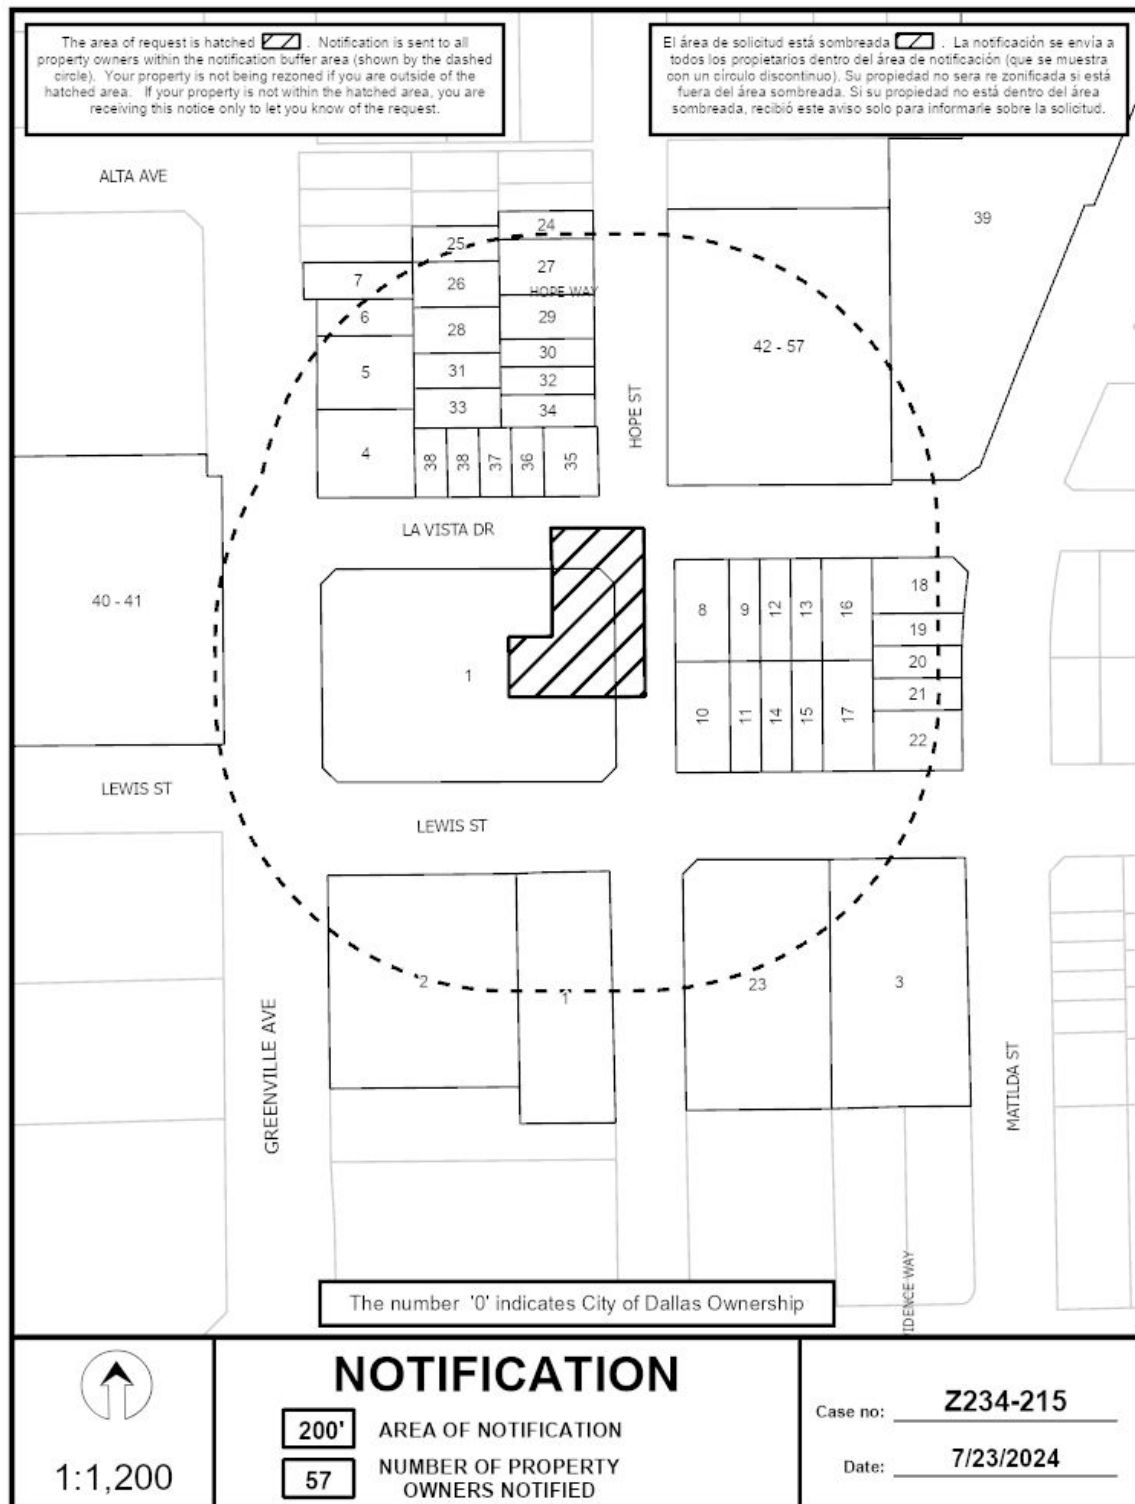 The area of request is hatched . Notification is sent to all
property owners within the notification buffer area (shown by the dashed
circle). Your property is not being rezoned if you are outside of the
hatched area. If your property is not within the hatched area, you are
receiving this notice only to let you know of the request.
El área de solicitud está sombreada . La notificación se envía a
todos los propietarios dentro del área de notificación (que se muestra
con un círculo discontinuo). Su propiedad no sera re zonificada si está
fuera del área sombreada. Si su propiedad no está dentro del área
sombreada, recibió este aviso solo para informarle sobre la solicitud.
ALTA AVE
24
39
25
27
7
26
HOPE WAY
6
29
28
42 - 57
30
5
31
32
33
34
HOPE ST
4
38
38
37
36
35
LA VISTA DR
40 - 41
8
9
12
13
16
18
19
20
1
21
10
11
14
15
17
22
LEWIS ST
LEWIS ST
2
1
23
3
GREENVILLE AVE
MATILDA ST
IDENCE WAY
The number '0' indicates City of Dallas Ownership
1:1,200
NOTIFICATION
200' AREA OF NOTIFICATION
57 NUMBER OF PROPERTY
OWNERS NOTIFIED
Case no: Z234-215
Date: 7/23/2024